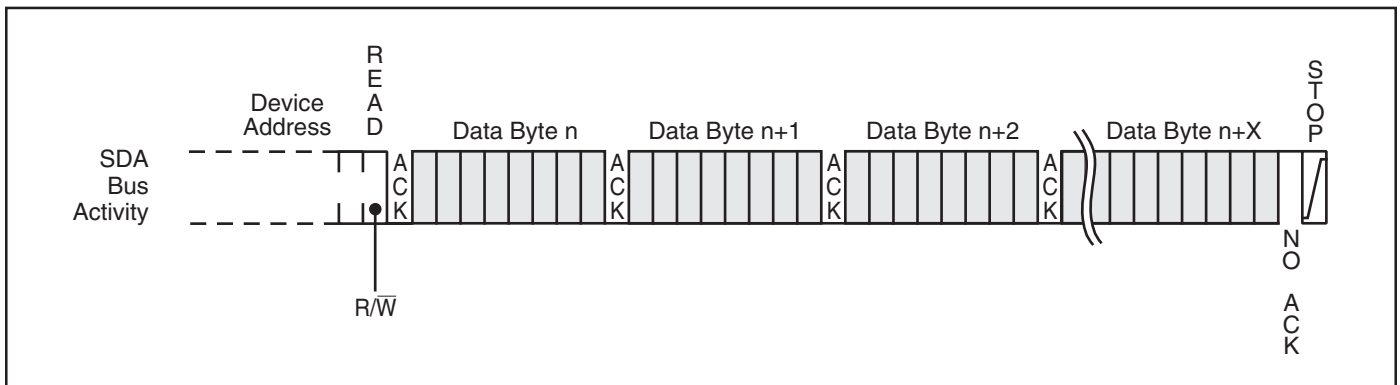 READ
STOP
Device
Address
Data Byte n
Data Byte n+1
Data Byte n+2
Data Byte n+X
SDA
Bus
Activity
ACK
ACK
ACK
ACK
NO ACK
R/W̅